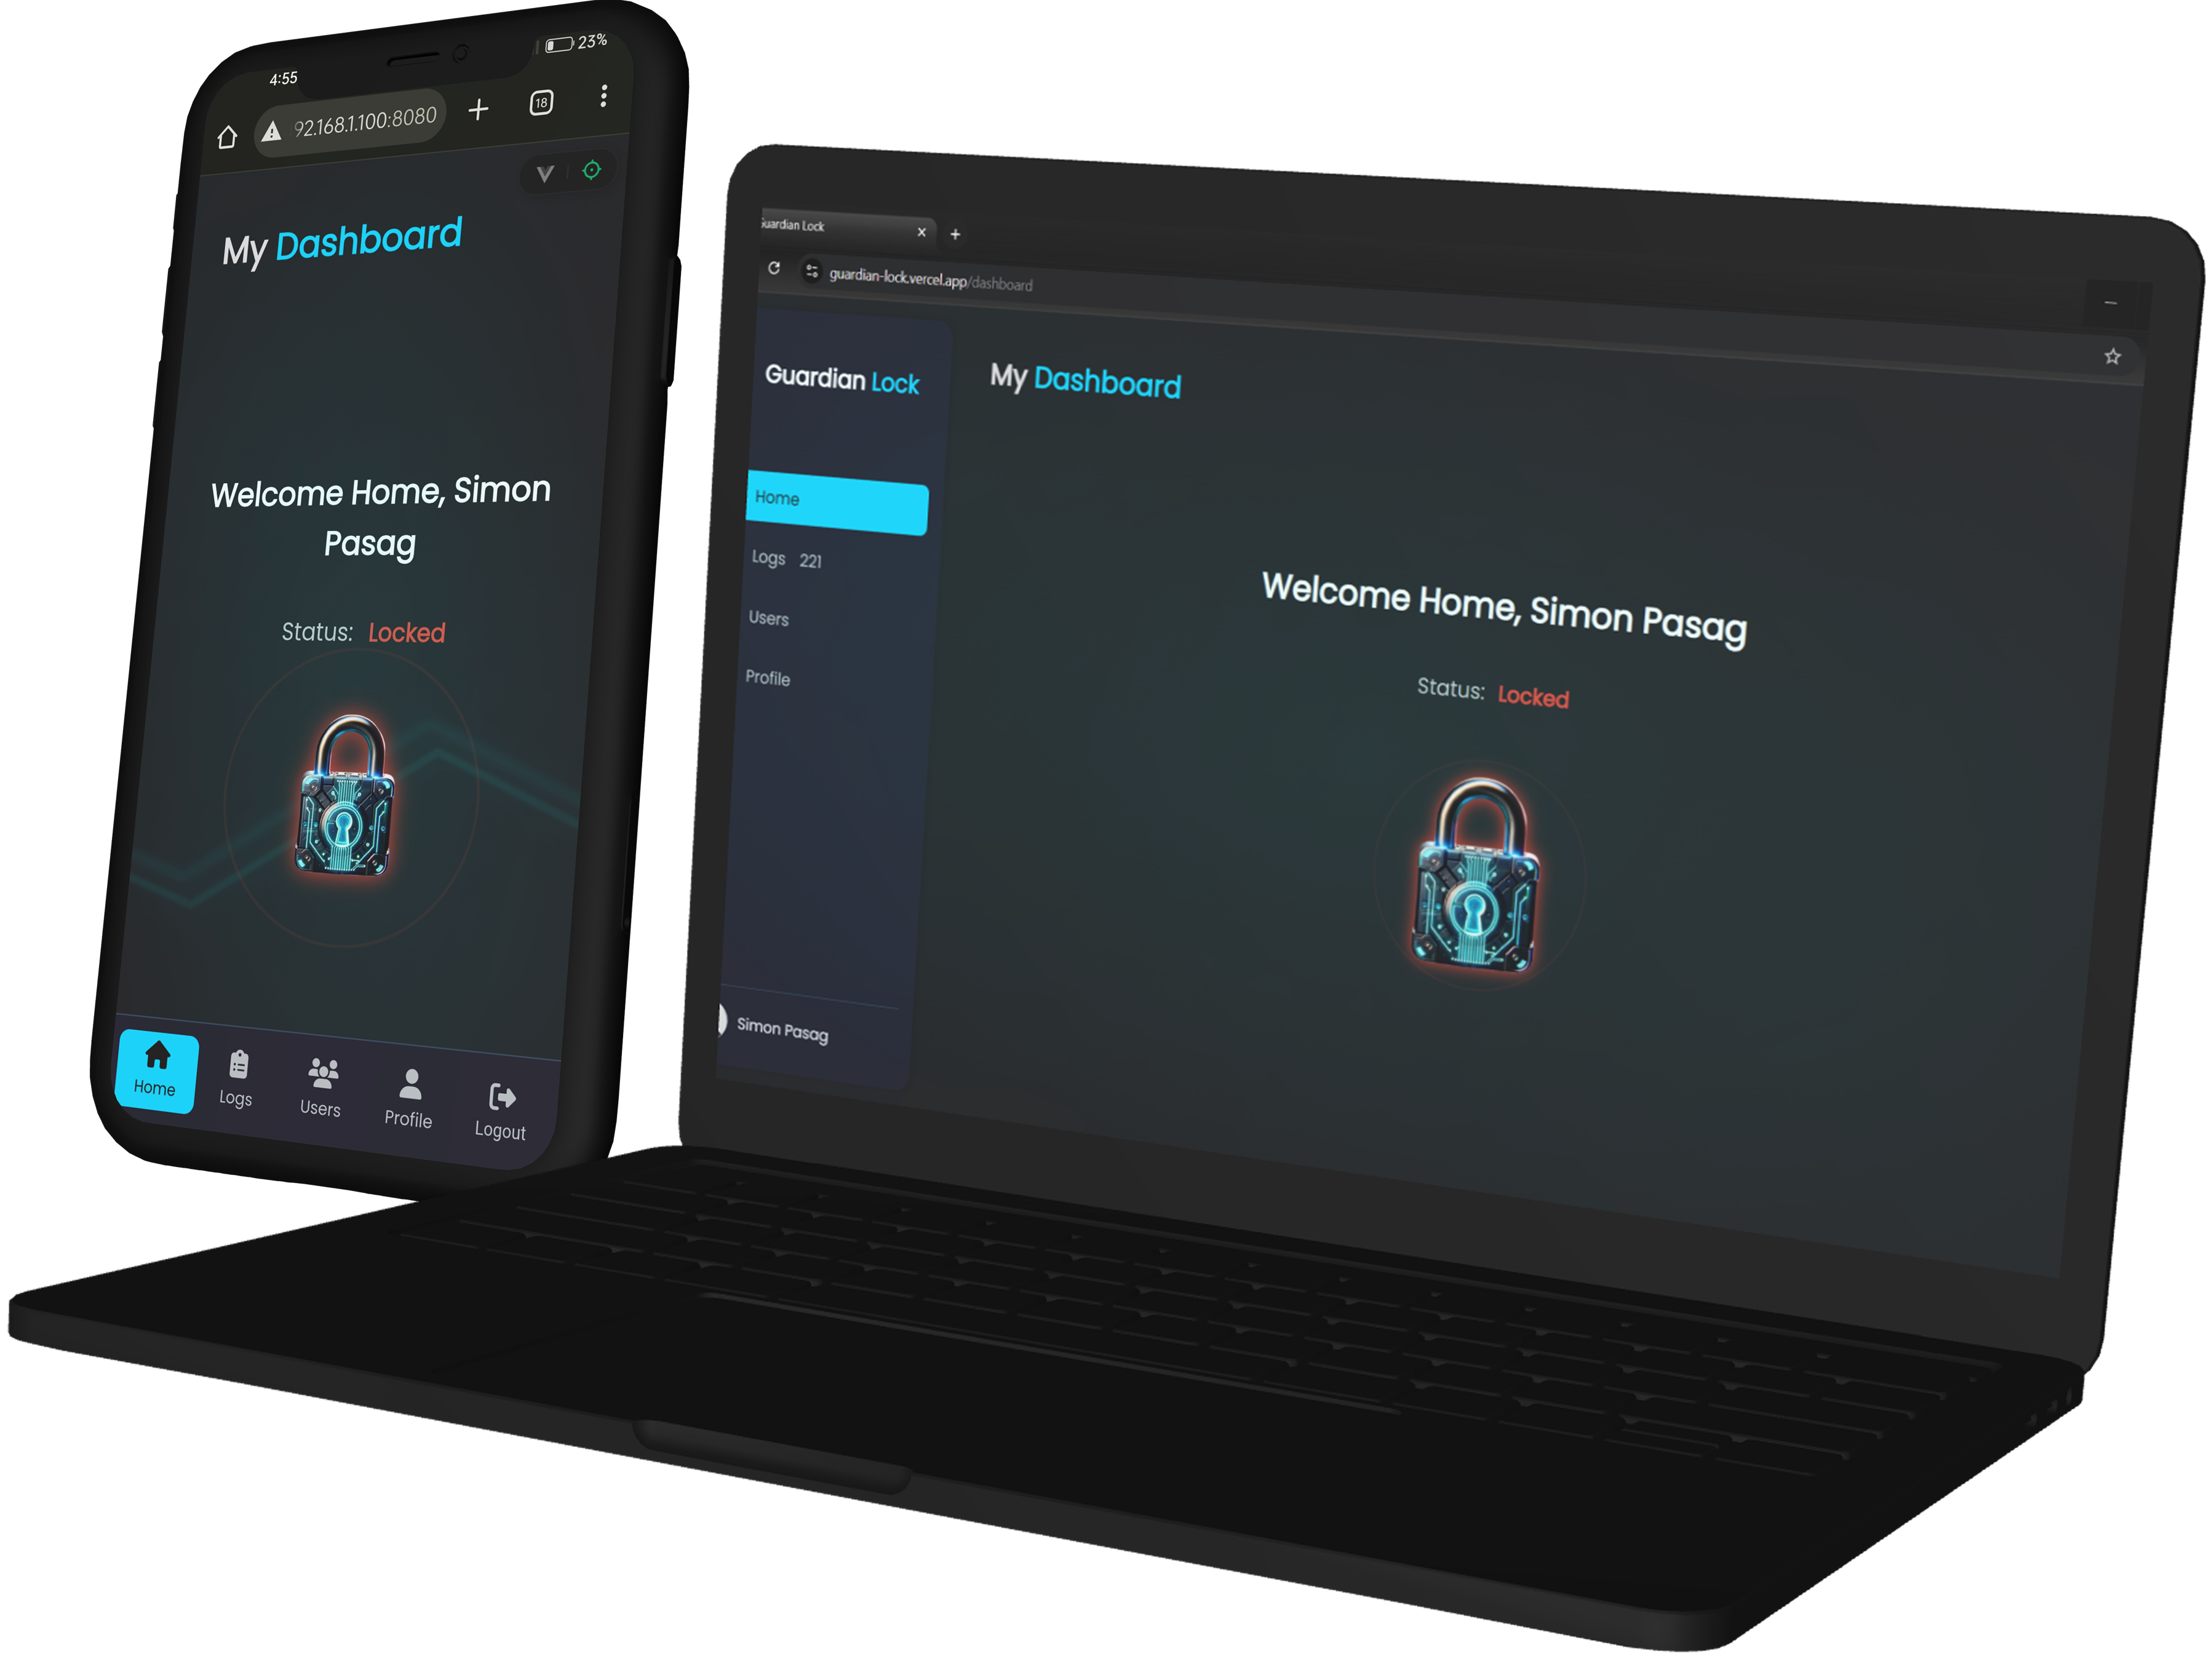 4:55
23%
92.168.1.100:8080
18
My Dashboard
Welcome Home, Simon
Pasag
Status: Locked
Home
Logs
Users
Profile
Logout
Guardian Lock
guardian-lock.vercel.app/dashboard
Guardian Lock
My Dashboard
Home
Logs 221
Users
Profile
Welcome Home, Simon Pasag
Status: Locked
Simon Pasag